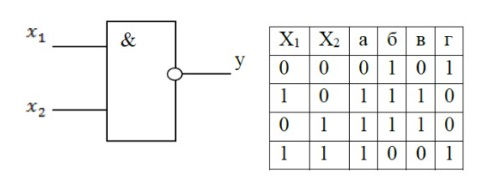 x₁
&
y
x₂
X₁ X₂ а б в г
0 0 0 1 0 1
1 0 1 1 1 0
0 1 1 1 1 0
1 1 1 0 0 1